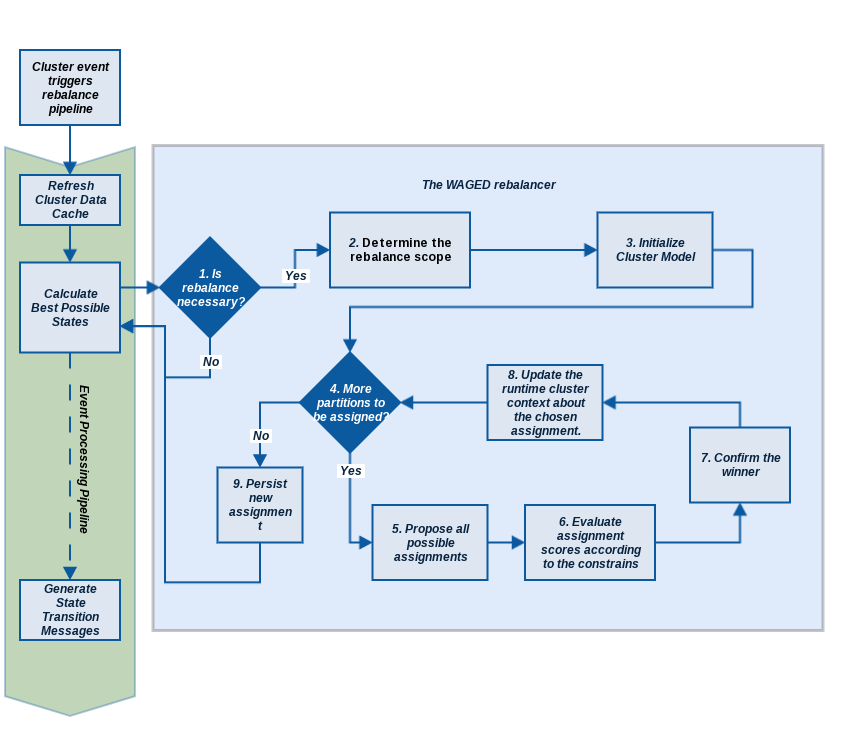 Cluster event
triggers
rebalance
pipeline
Refresh
Cluster Data
Cache
Calculate
Best Possible
States
Event Processing Pipeline
Generate
State
Transition
Messages
The WAGED rebalancer
1. Is
rebalance
necessary?
Yes
No
2. Determine the
rebalance scope
3. Initialize
Cluster Model
4. More
partitions to
be assigned?
No
Yes
5. Propose all
possible
assignments
6. Evaluate
assignment
scores according
to the constrains
7. Confirm the
winner
8. Update the
runtime cluster
context about
the chosen
assignment.
9. Persist
new
assignmen
t